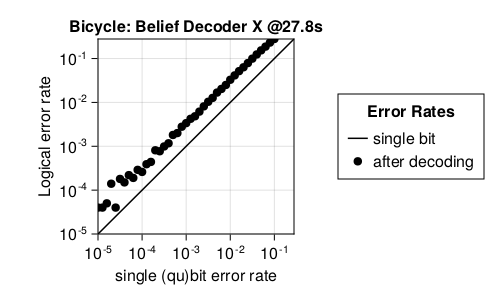 Bicycle: Belief Decoder X @27.8s
Logical error rate
10⁻¹
10⁻²
10⁻³
10⁻⁴
10⁻⁵
10⁻⁵ 10⁻⁴ 10⁻³ 10⁻² 10⁻¹
single (qu)bit error rate
Error Rates
single bit
after decoding